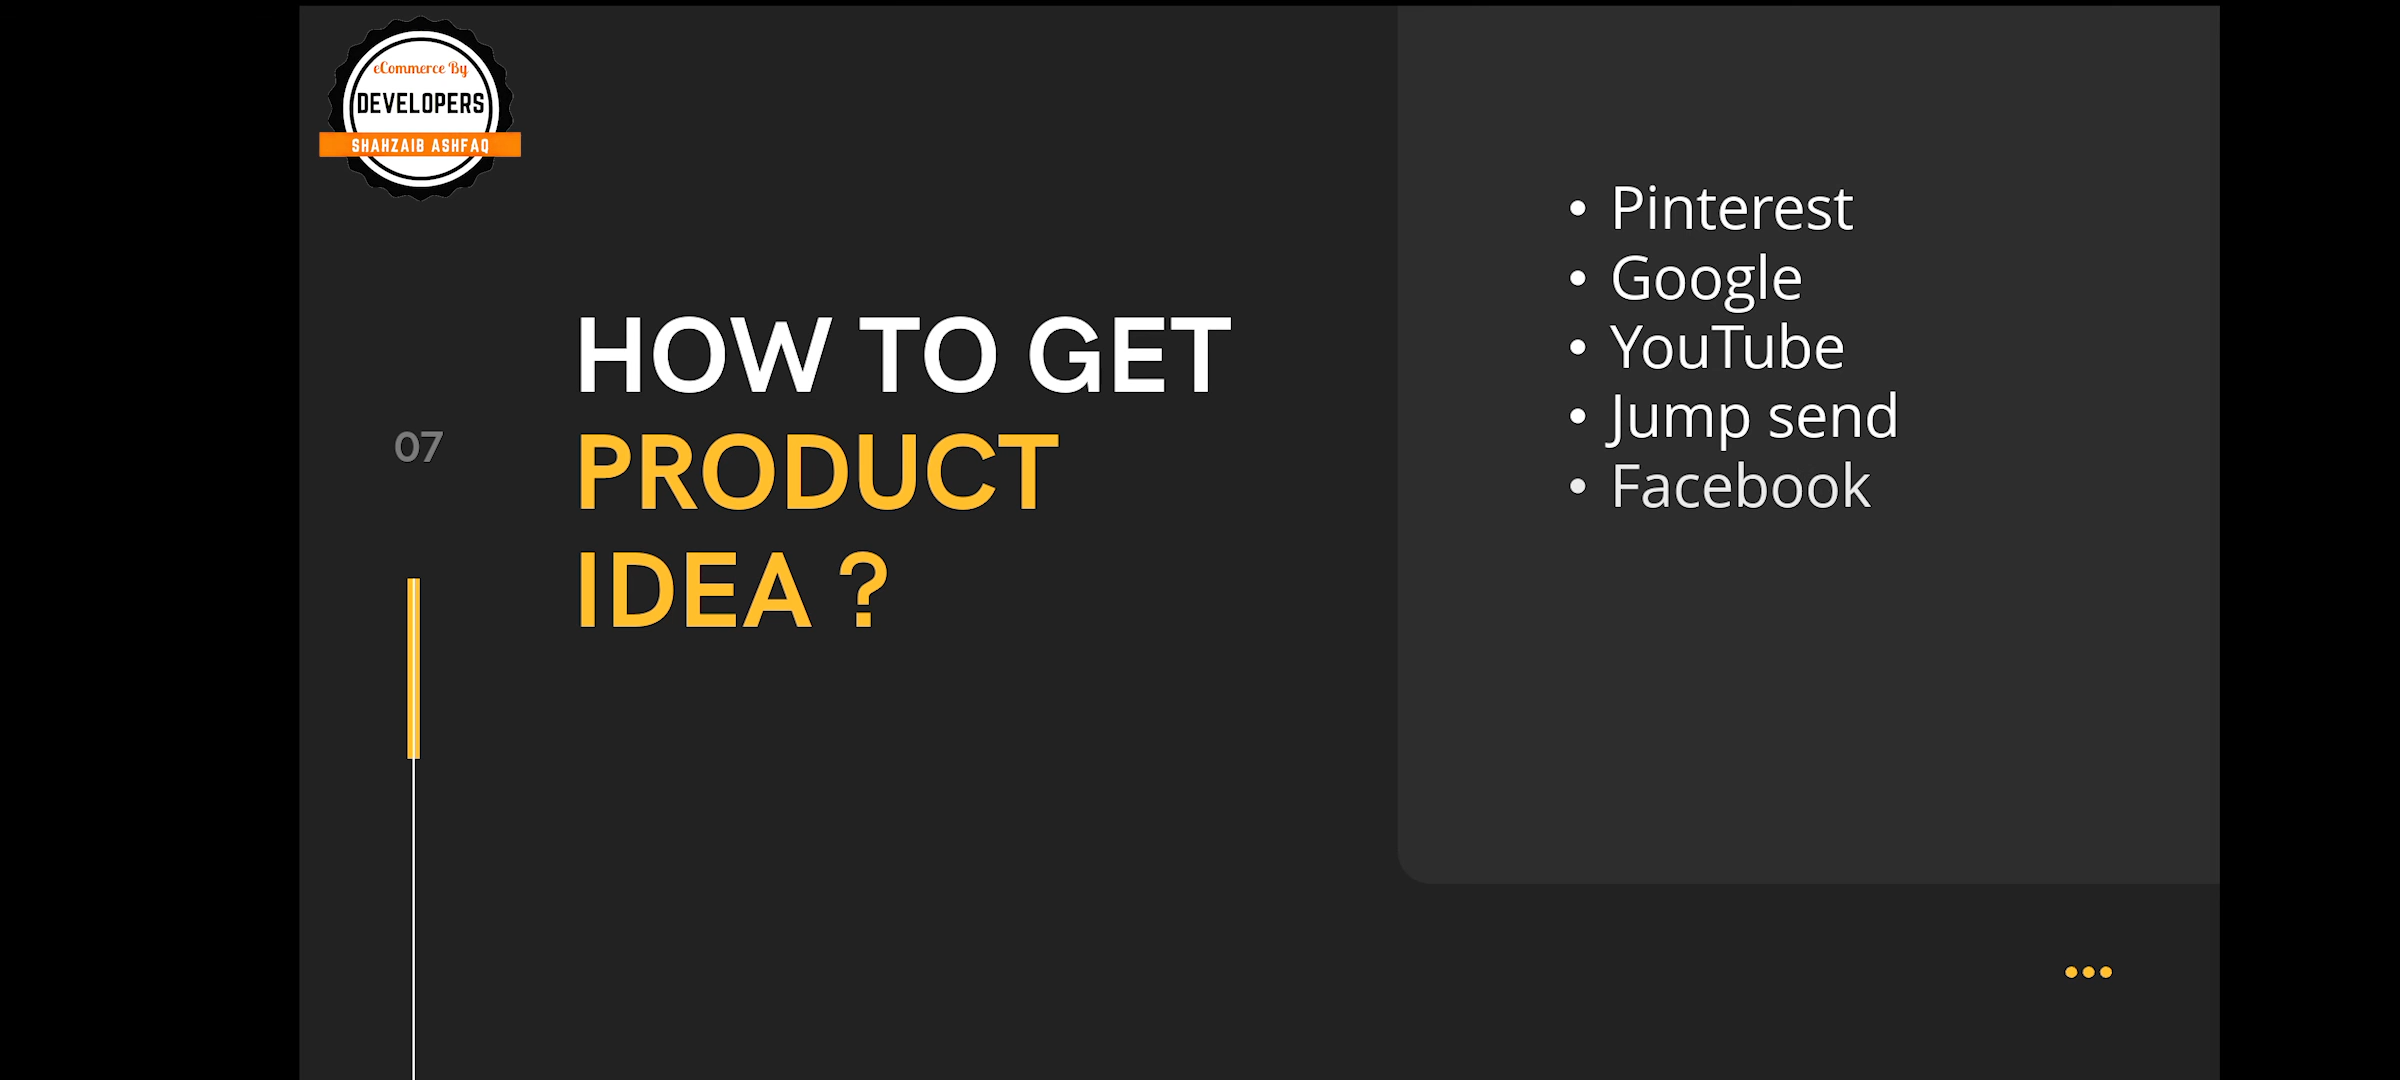 eCommerce By
DEVELOPERS
SHAHZAIB ASHFAQ
07
HOW TO GET
PRODUCT
IDEA ?
• Pinterest
• Google
• YouTube
• Jump send
• Facebook